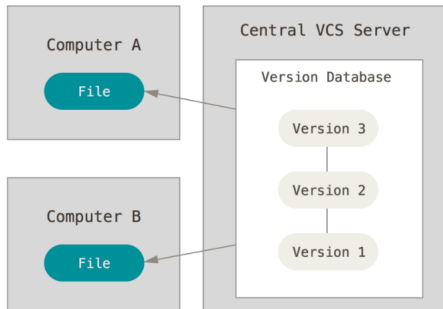 Computer A
File
Computer B
File
Central VCS Server
Version Database
Version 3
Version 2
Version 1